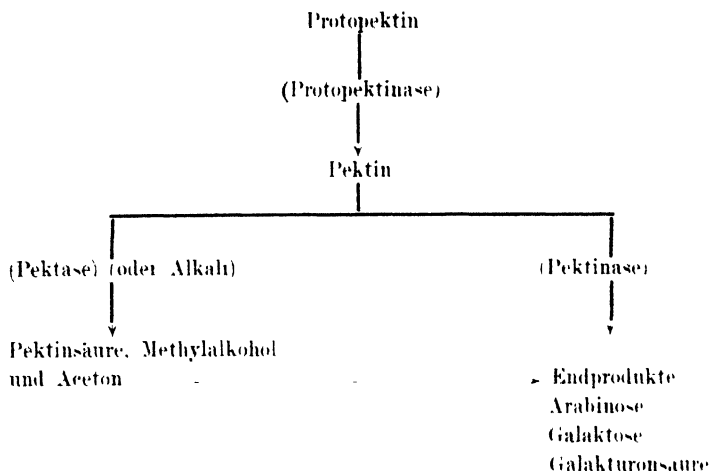 Protopektin
(Protopektinase)
Pektin
(Pektase) (oder Alkali)
(Pektinase)
Pektinsäure, Methylalkohol
und Aceton
Endprodukte
Arabinose
Galaktose
Galakturonsäure